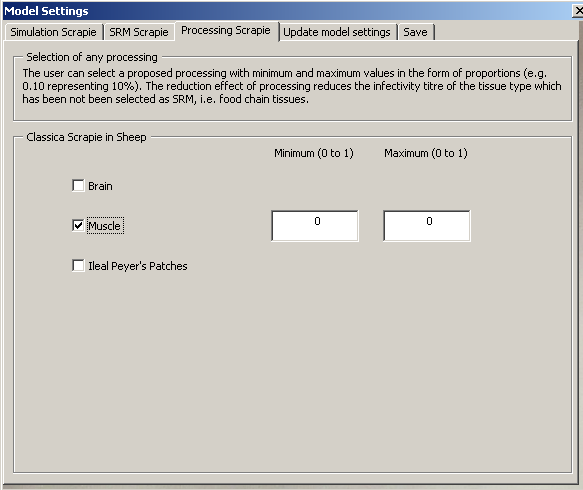 Model Settings
Simulation Scrapie SRM Scrapie Processing Scrapie Update model settings Save
Selection of any processing
The user can select a proposed processing with minimum and maximum values in the form of proportions (e.g.
0.10 representing 10%). The reduction effect of processing reduces the infectivity titre of the tissue type which
has been not been selected as SRM, i.e. food chain tissues.
Classica Scrapie in Sheep
Minimum (0 to 1) Maximum (0 to 1)
Brain
Muscle 0 0
Ileal Peyer's Patches